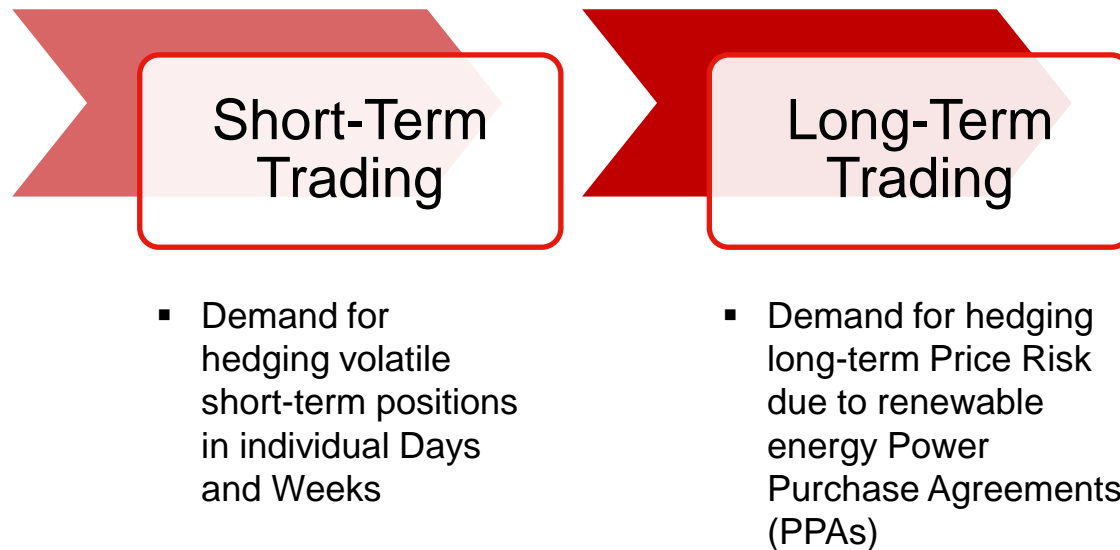 Short-Term
Trading
▪ Demand for
hedging volatile
short-term positions
in individual Days
and Weeks
Long-Term
Trading
▪ Demand for hedging
long-term Price Risk
due to renewable
energy Power
Purchase Agreements
(PPAs)